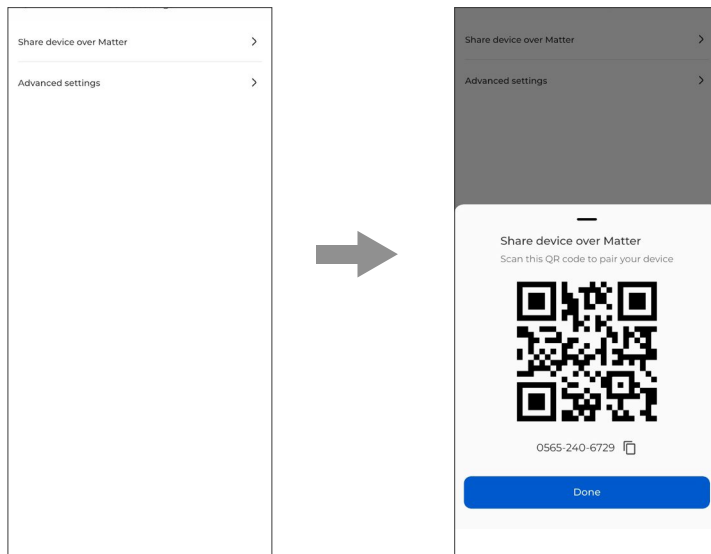 Share device over Matter
Advanced settings
Share device over Matter
Advanced settings
Share device over Matter
Scan this QR code to pair your device
0565-240-6729
Done